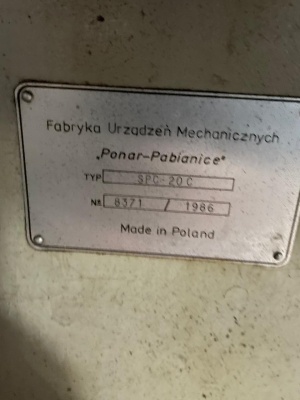 Fabryka Urządzeń Mechanicznych
„Ponar-Pabianice"
TYP SPC-20C
Nr. 8371 / 1986
Made in Poland